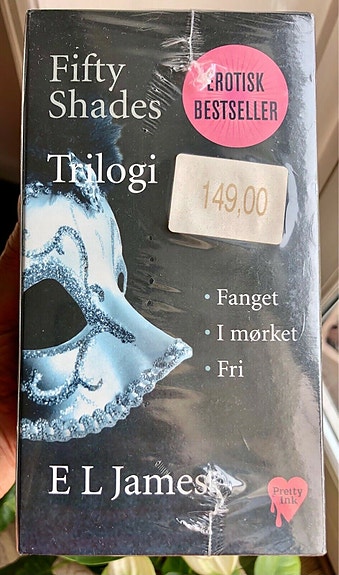 Fifty
Shades
EROTISK
BESTSELLER
Trilogi
149,00
• Fanget
• I mørket
• Fri
E L James
Pretty
ink